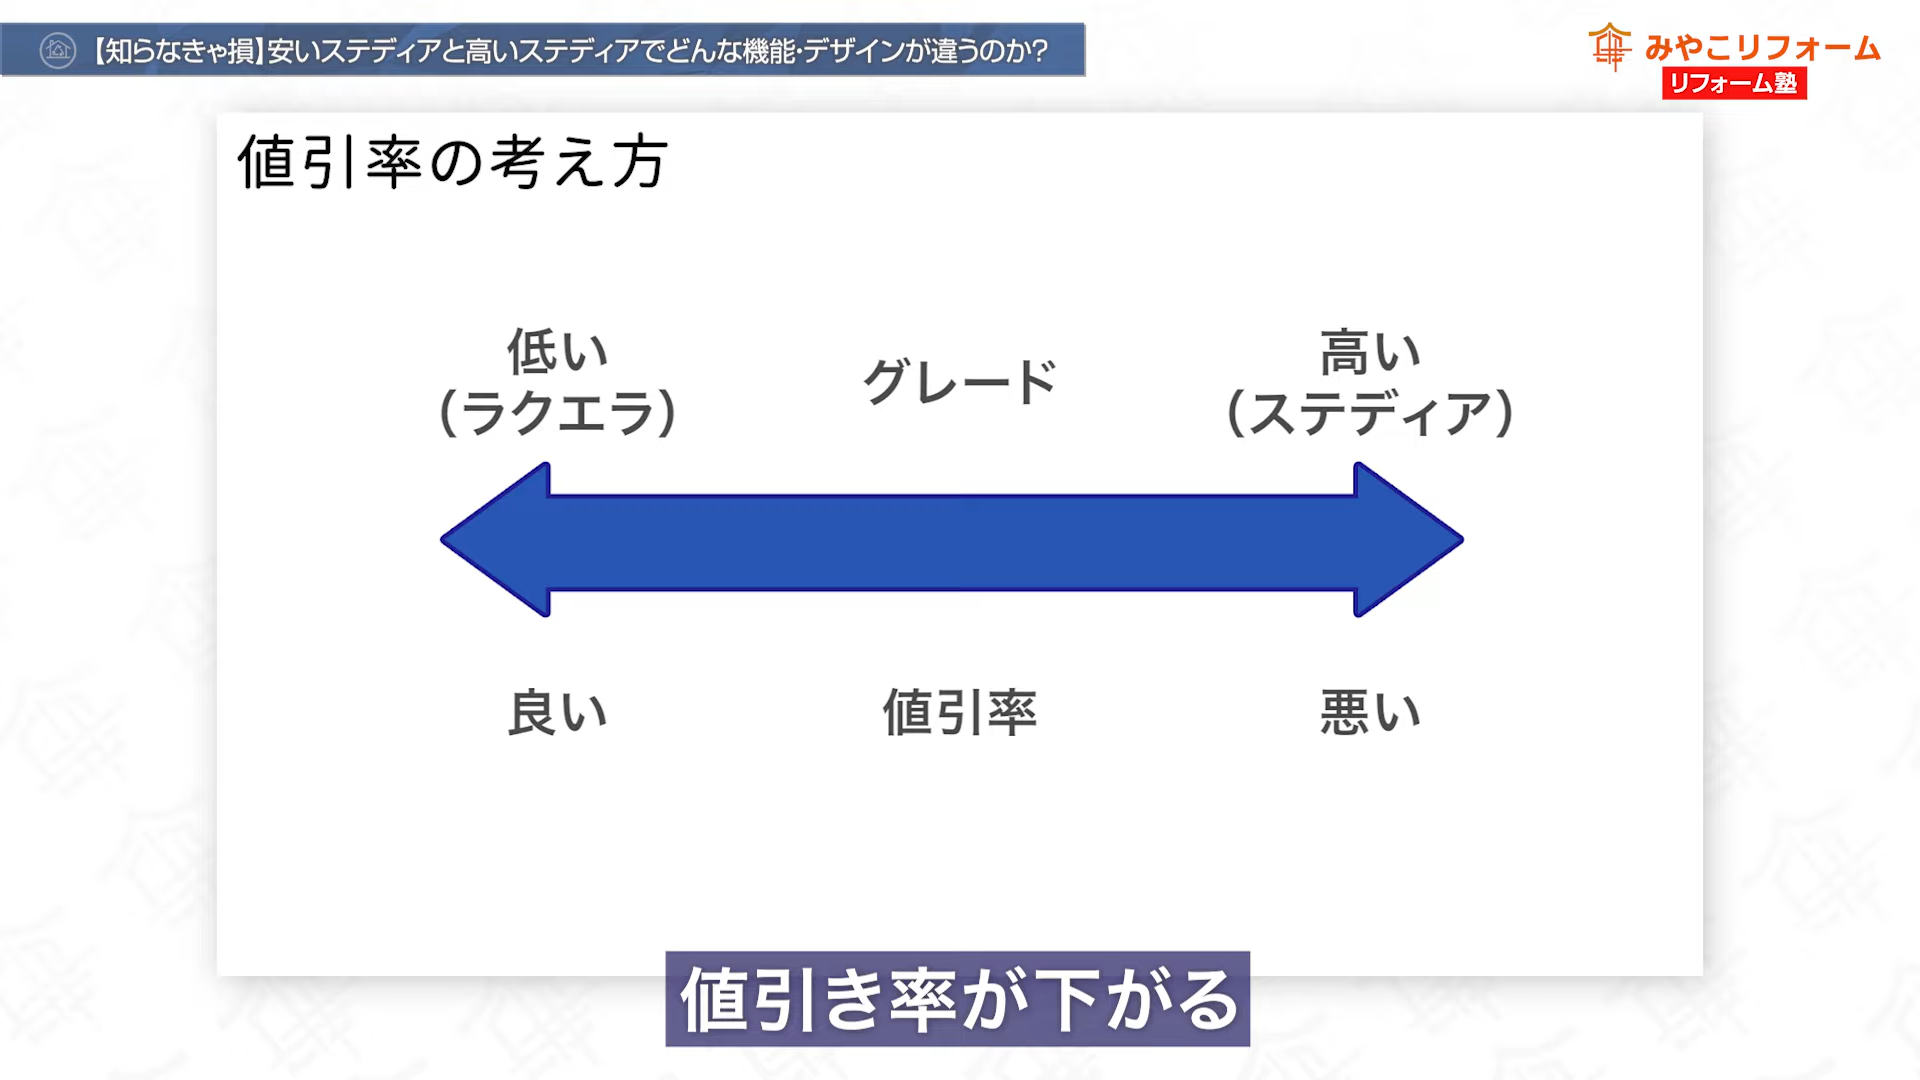 【知らなきゃ損】安いステディアと高いステディアでどんな機能・デザインが違うのか?
みやこリフォーム
リフォーム塾
値引率の考え方
低い
(ラクエラ)
グレード
高い
(ステディア)
良い
値引率
悪い
値引き率が下がる